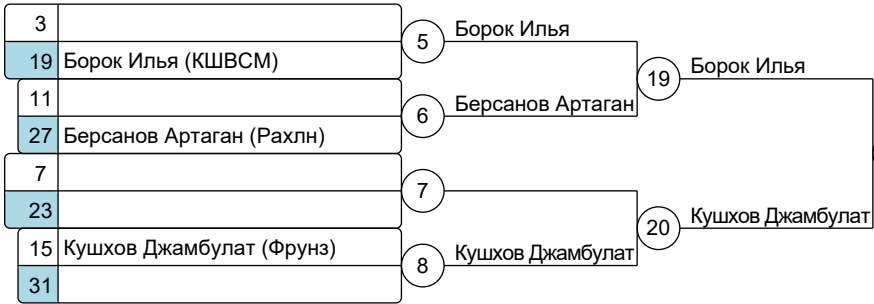 3
5
Борок Илья
19 Борок Илья (КШВСМ)
19
Борок Илья
11
6
Берсанов Артаган
27 Берсанов Артаган (Рахлн)
7
7
23
20
Кушхов Джамбулат
15 Кушхов Джамбулат (Фрунз)
8
Кушхов Джамбулат
31